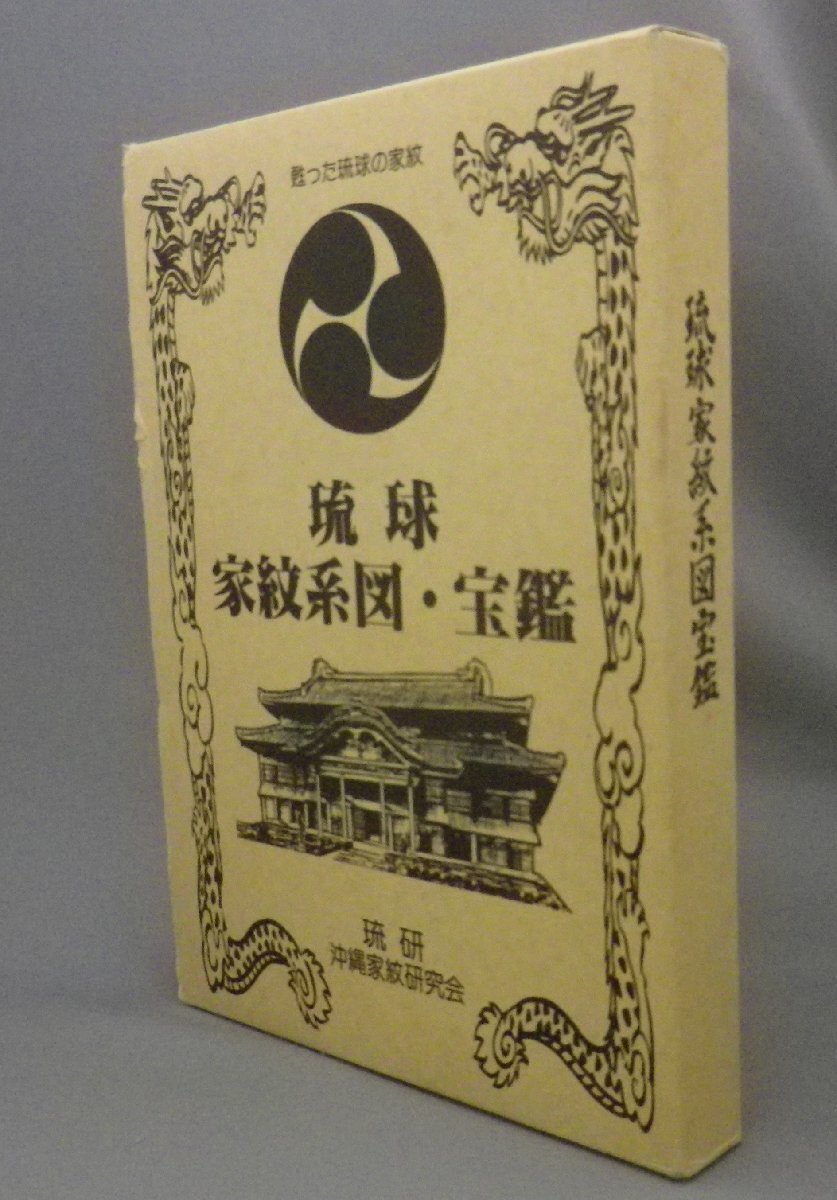 甦った琉球の家紋
琉球
家紋系図・宝鑑
琉研
沖縄家紋研究会
琉球家紋系図宝鑑